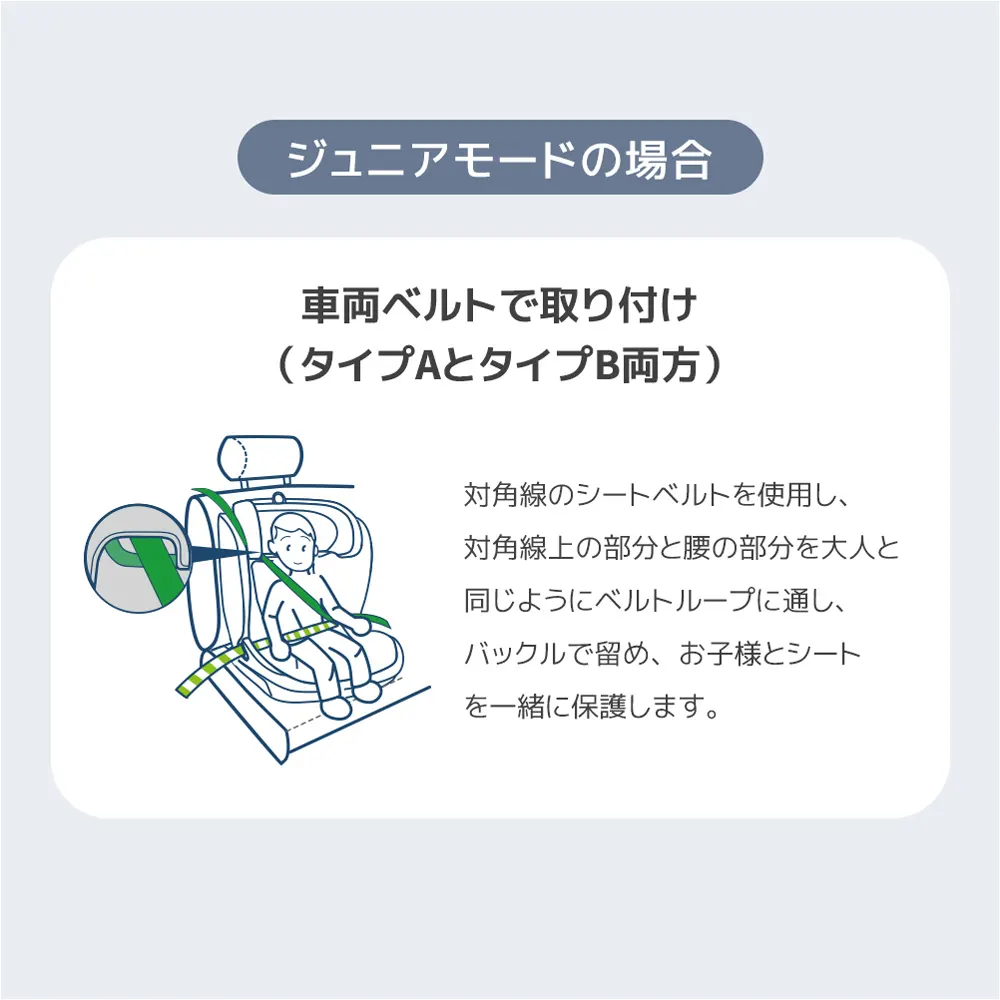 ジュニアモードの場合
車両ベルトで取り付け
（タイプAとタイプB両方）
対角線のシートベルトを使用し、
対角線上の部分と腰の部分を大人と
同じようにベルトループに通し、
バックルで留め、お子様とシート
を一緒に保護します。